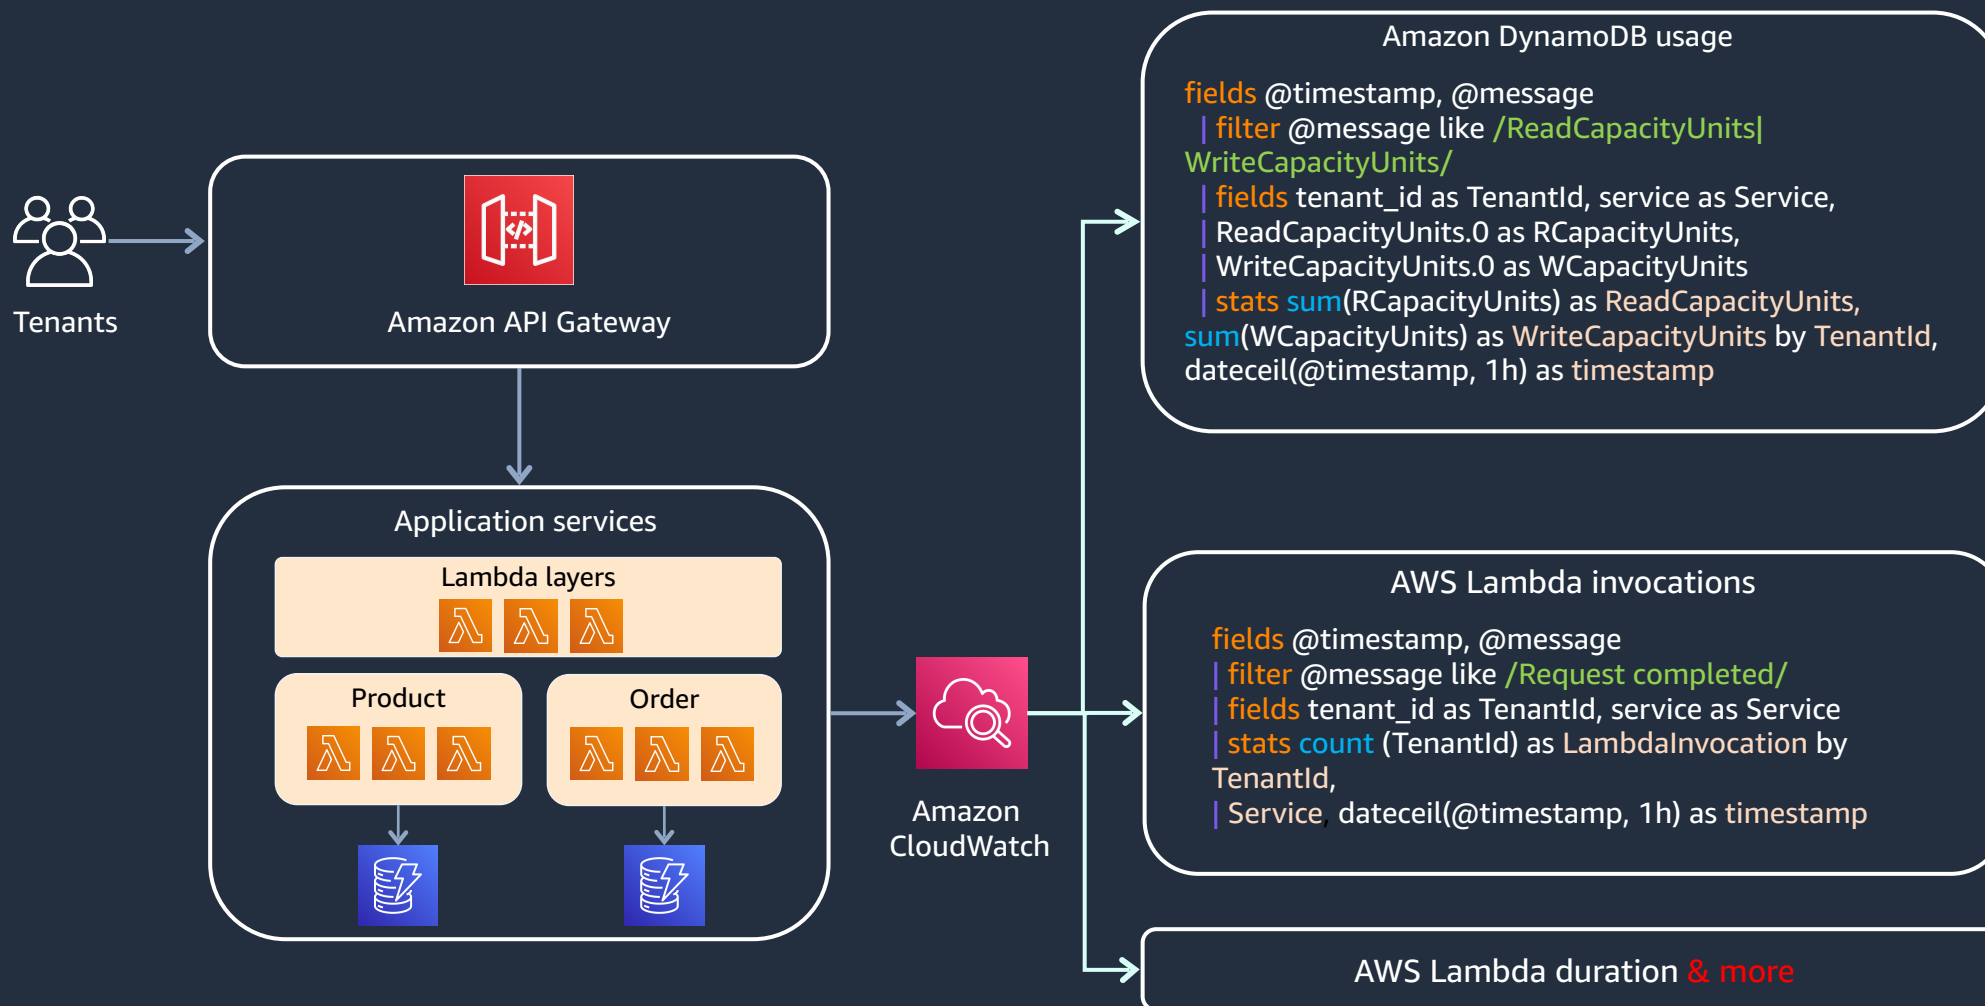 Tenants
Amazon API Gateway
Application services
Lambda layers
Product
Order
Amazon
CloudWatch
Amazon DynamoDB usage
fields @timestamp, @message
| filter @message like /ReadCapacityUnits|
WriteCapacityUnits/
| fields tenant_id as TenantId, service as Service,
| ReadCapacityUnits.0 as RCapacityUnits,
| WriteCapacityUnits.0 as WCapacityUnits
| stats sum(RCapacityUnits) as ReadCapacityUnits,
sum(WCapacityUnits) as WriteCapacityUnits by TenantId,
dateceil(@timestamp, 1h) as timestamp
AWS Lambda invocations
fields @timestamp, @message
| filter @message like /Request completed/
| fields tenant_id as TenantId, service as Service
| stats count (TenantId) as LambdaInvocation by
TenantId,
| Service, dateceil(@timestamp, 1h) as timestamp
AWS Lambda duration & more